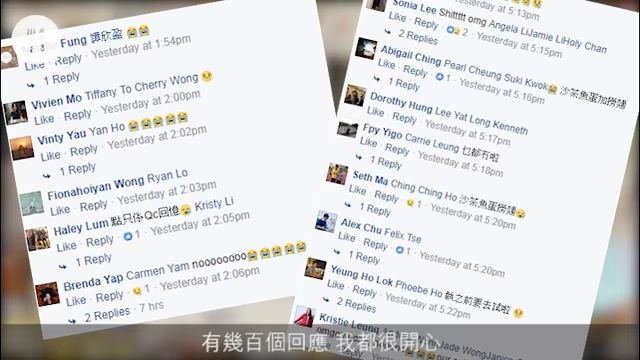 Fung 譚欣盈 😭😭
Like · Reply · Yesterday at 1:54pm
1 Reply
Vivien Mo Tiffany To Cherry Wong 😢
Like · Reply · Yesterday at 2:00pm
Vinty Yau Yan Ho 😭😭😭😭😭
Like · Reply · Yesterday at 2:02pm
1 Reply
Fionahoiyan Wong Ryan Lo
Like · Reply · Yesterday at 2:03pm
Haley Lum 點只係Qc回憶😪 Kristy Li
Like · Reply · 1 · Yesterday at 2:05pm
1 Reply
Brenda Yap Carmen Yam noooooooo😭😭😭😭😭
Like · Reply · 1 · Yesterday at 2:06pm
2 Replies · 7 hrs
Yesterday at 5:13pm
Sonia Lee Shitttt omg Angela LiJamie LiHoly Chan
Like · Reply · 2 · Yesterday at 5:15pm
2 Replies
Abigail Ching Pearl Cheung Suki Kwok😭 沙茶魚蛋加撈麵
Like · Reply · 1 · Yesterday at 5:16pm
1 Reply
Dorothy Hung Lee Yat Long Kenneth
Like · Reply · Yesterday at 5:17pm
Fpy Yigo Carrie Leung 乜都冇啦
Like · Reply · Yesterday at 5:18pm
1 Reply
Seth Ma Ching Ching Ho 沙茶魚蛋撈麵😪
Like · Reply · 1 · Yesterday at 5:20pm
1 Reply
Alex Chu Felix Tse
Like · Reply · 1 · Yesterday at 5:20pm
1 Reply
Yeung Ho Lok Phoebe Ho 執之前要去試啦 😢
Like · Reply · Yesterday at 5:22pm
2 Replies
Kristie Leung
有幾百個回應 我都很開心